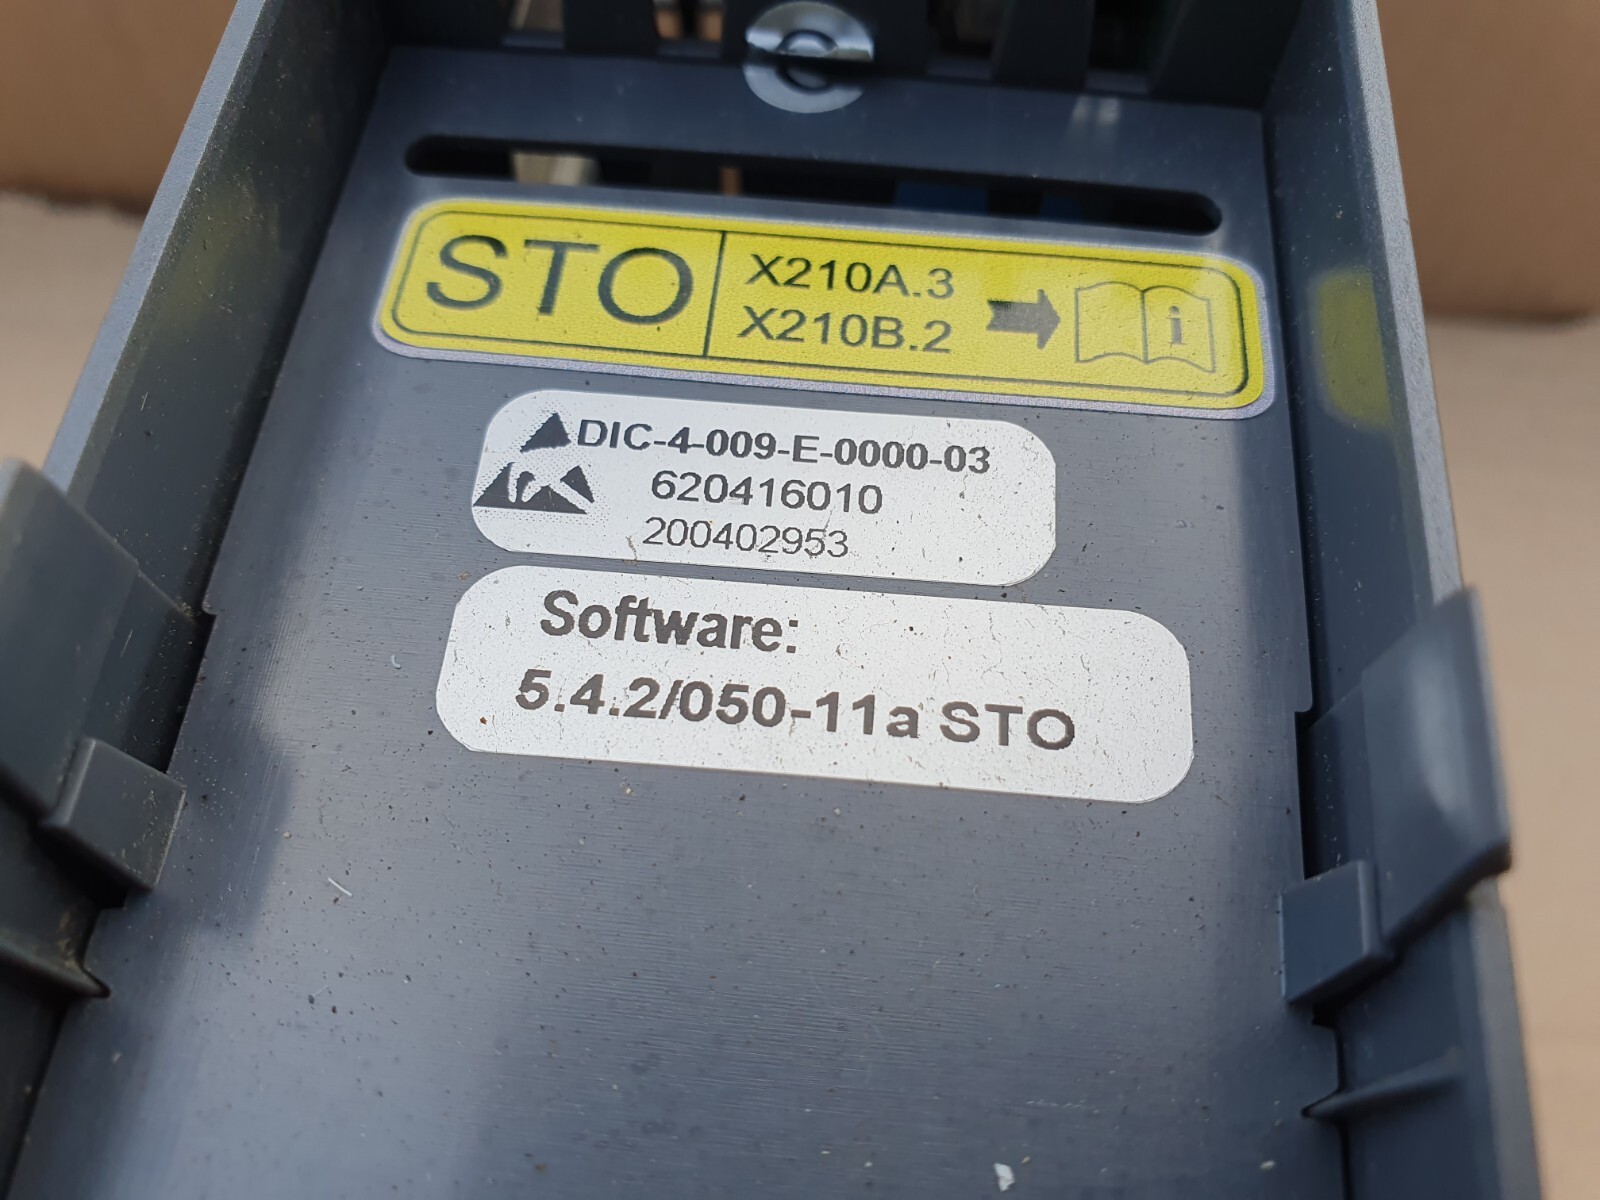 STO
X210A.3
X210B.2
i
DIC-4-009-E-0000-03
620416010
200402953
Software:
5.4.2/050-11a STO